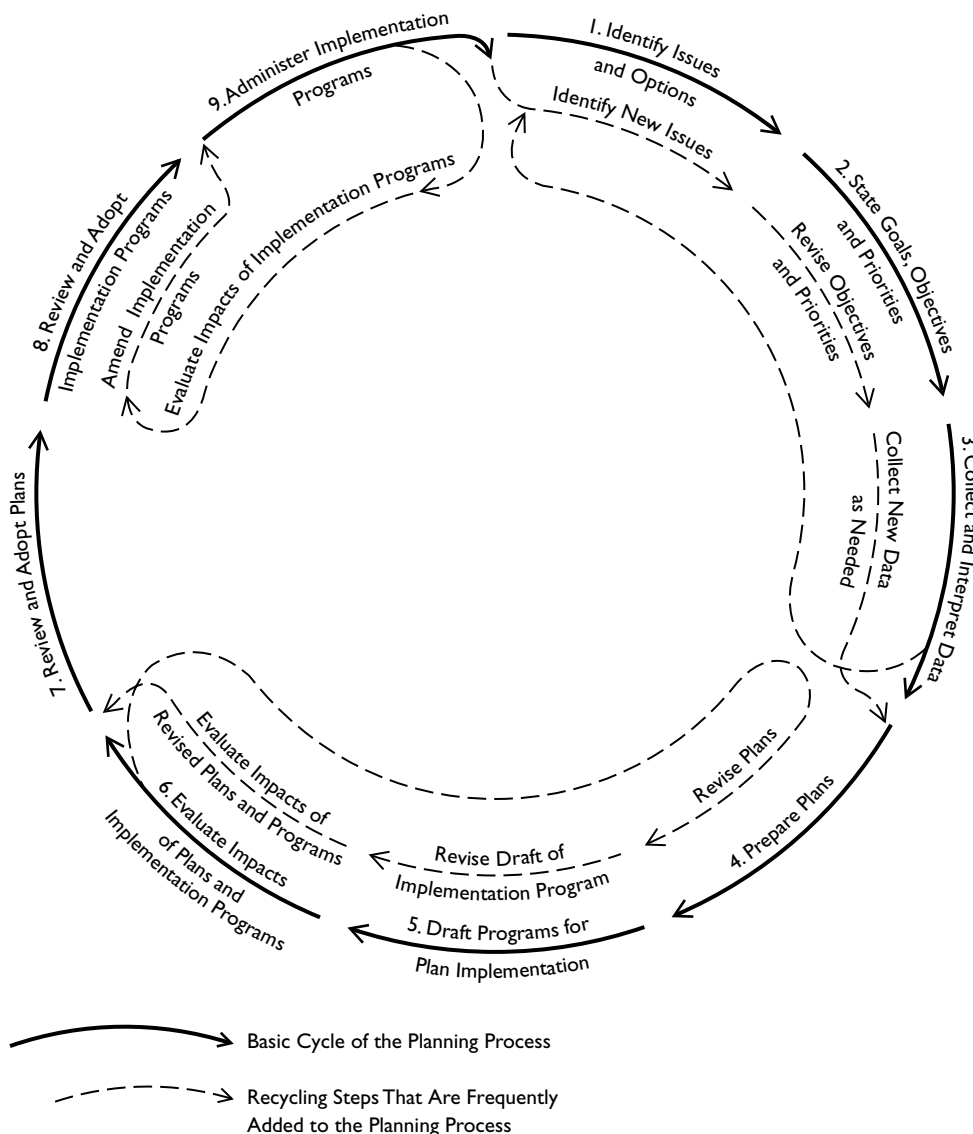 1. Identify Issues
and Options
Identify New Issues
2. State Goals, Objectives
and Priorities
Revise Objectives
and Priorities
3. Collect and Interpret Data
Collect New Data
as Needed
4. Prepare Plans
Revise Plans
5. Draft Programs for
Plan Implementation
Revise Draft of
Implementation Program
6. Evaluate Impacts
of Plans and
Implementation Programs
Evaluate Impacts of
Revised Plans and Programs
7. Review and Adopt Plans
8. Review and Adopt
Implementation Programs
Amend Implementation
Programs
Evaluate Impacts of Implementation Programs
9. Administer Implementation
Programs
Basic Cycle of the Planning Process
Recycling Steps That Are Frequently
Added to the Planning Process